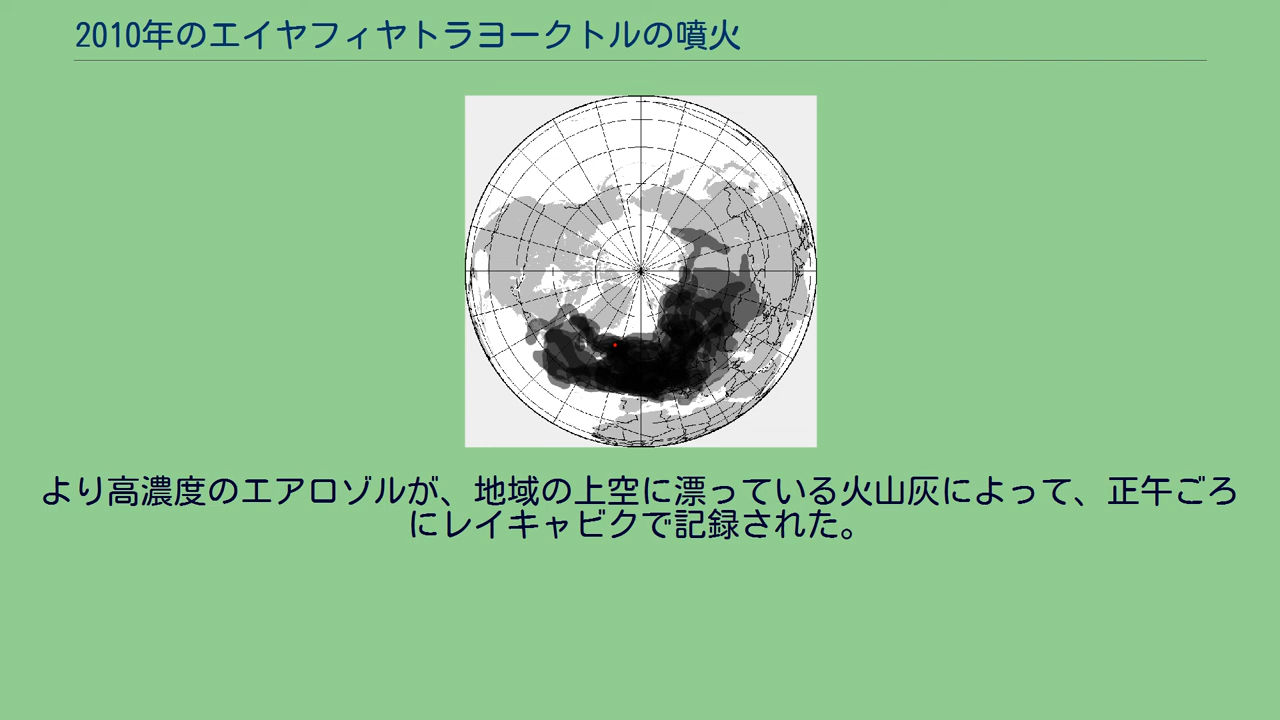 2010年のエイヤフィヤトラヨークトルの噴火
より高濃度のエアロゾルが、地域の上空に漂っている火山灰によって、正午ごろ
にレイキャビクで記録された。